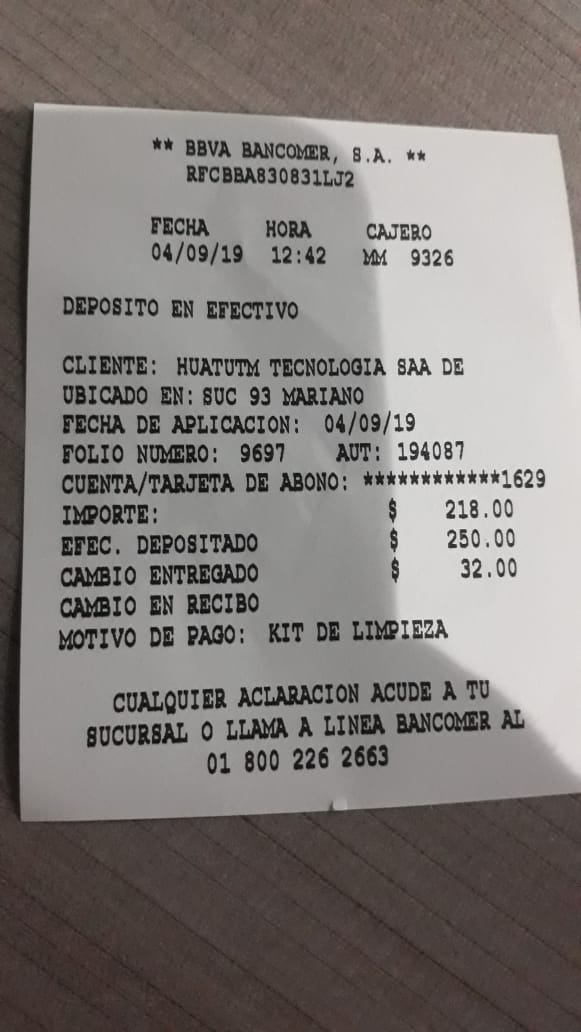 ** BBVA BANCOMER, S.A. **
RFCBBA830831LJ2
FECHA HORA CAJERO
04/09/19 12:42 MM 9326
DEPOSITO EN EFECTIVO
CLIENTE: HUATUTM TECNOLOGIA SAA DE
UBICADO EN: SUC 93 MARIANO
FECHA DE APLICACION: 04/09/19
FOLIO NUMERO: 9697 AUT: 194087
CUENTA/TARJETA DE ABONO: ************1629
IMPORTE: $ 218.00
EFEC. DEPOSITADO $ 250.00
CAMBIO ENTREGADO $ 32.00
CAMBIO EN RECIBO
MOTIVO DE PAGO: KIT DE LIMPIEZA
CUALQUIER ACLARACION ACUDE A TU
SUCURSAL O LLAMA A LINEA BANCOMER AL
01 800 226 2663